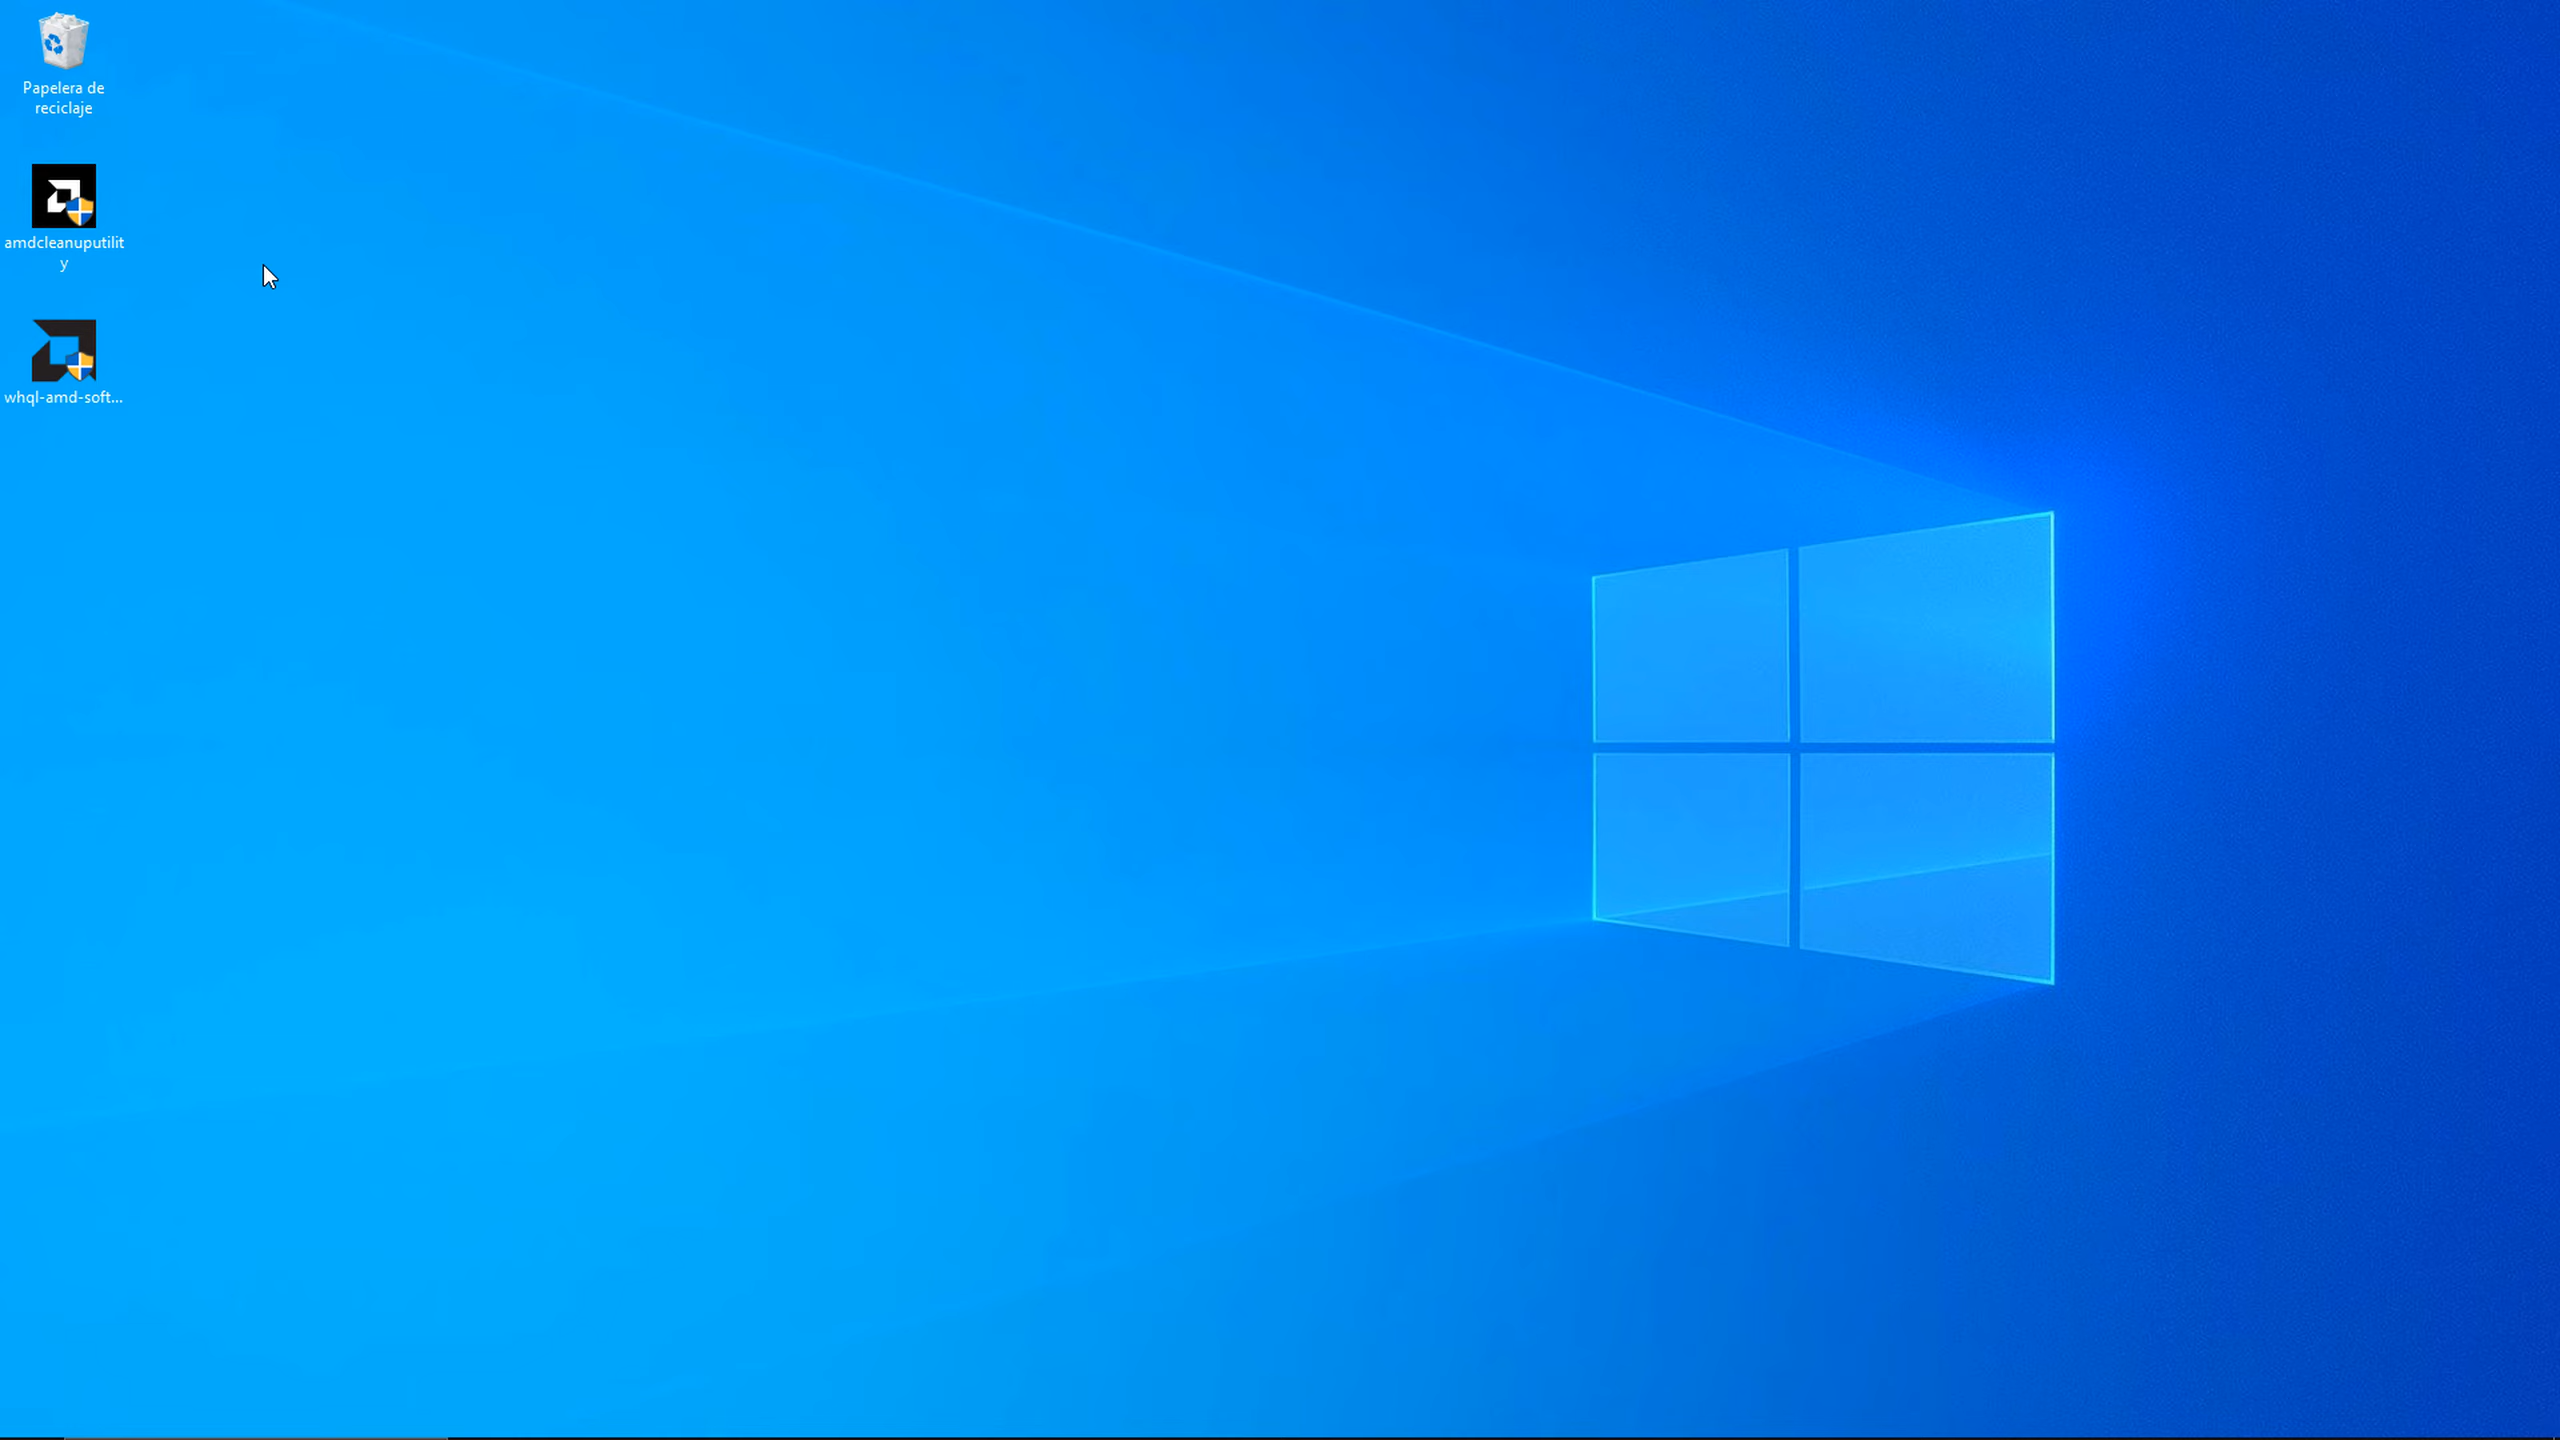 Papelera de
reciclaje
amdcleanuputilit
y
whql-amd-soft...